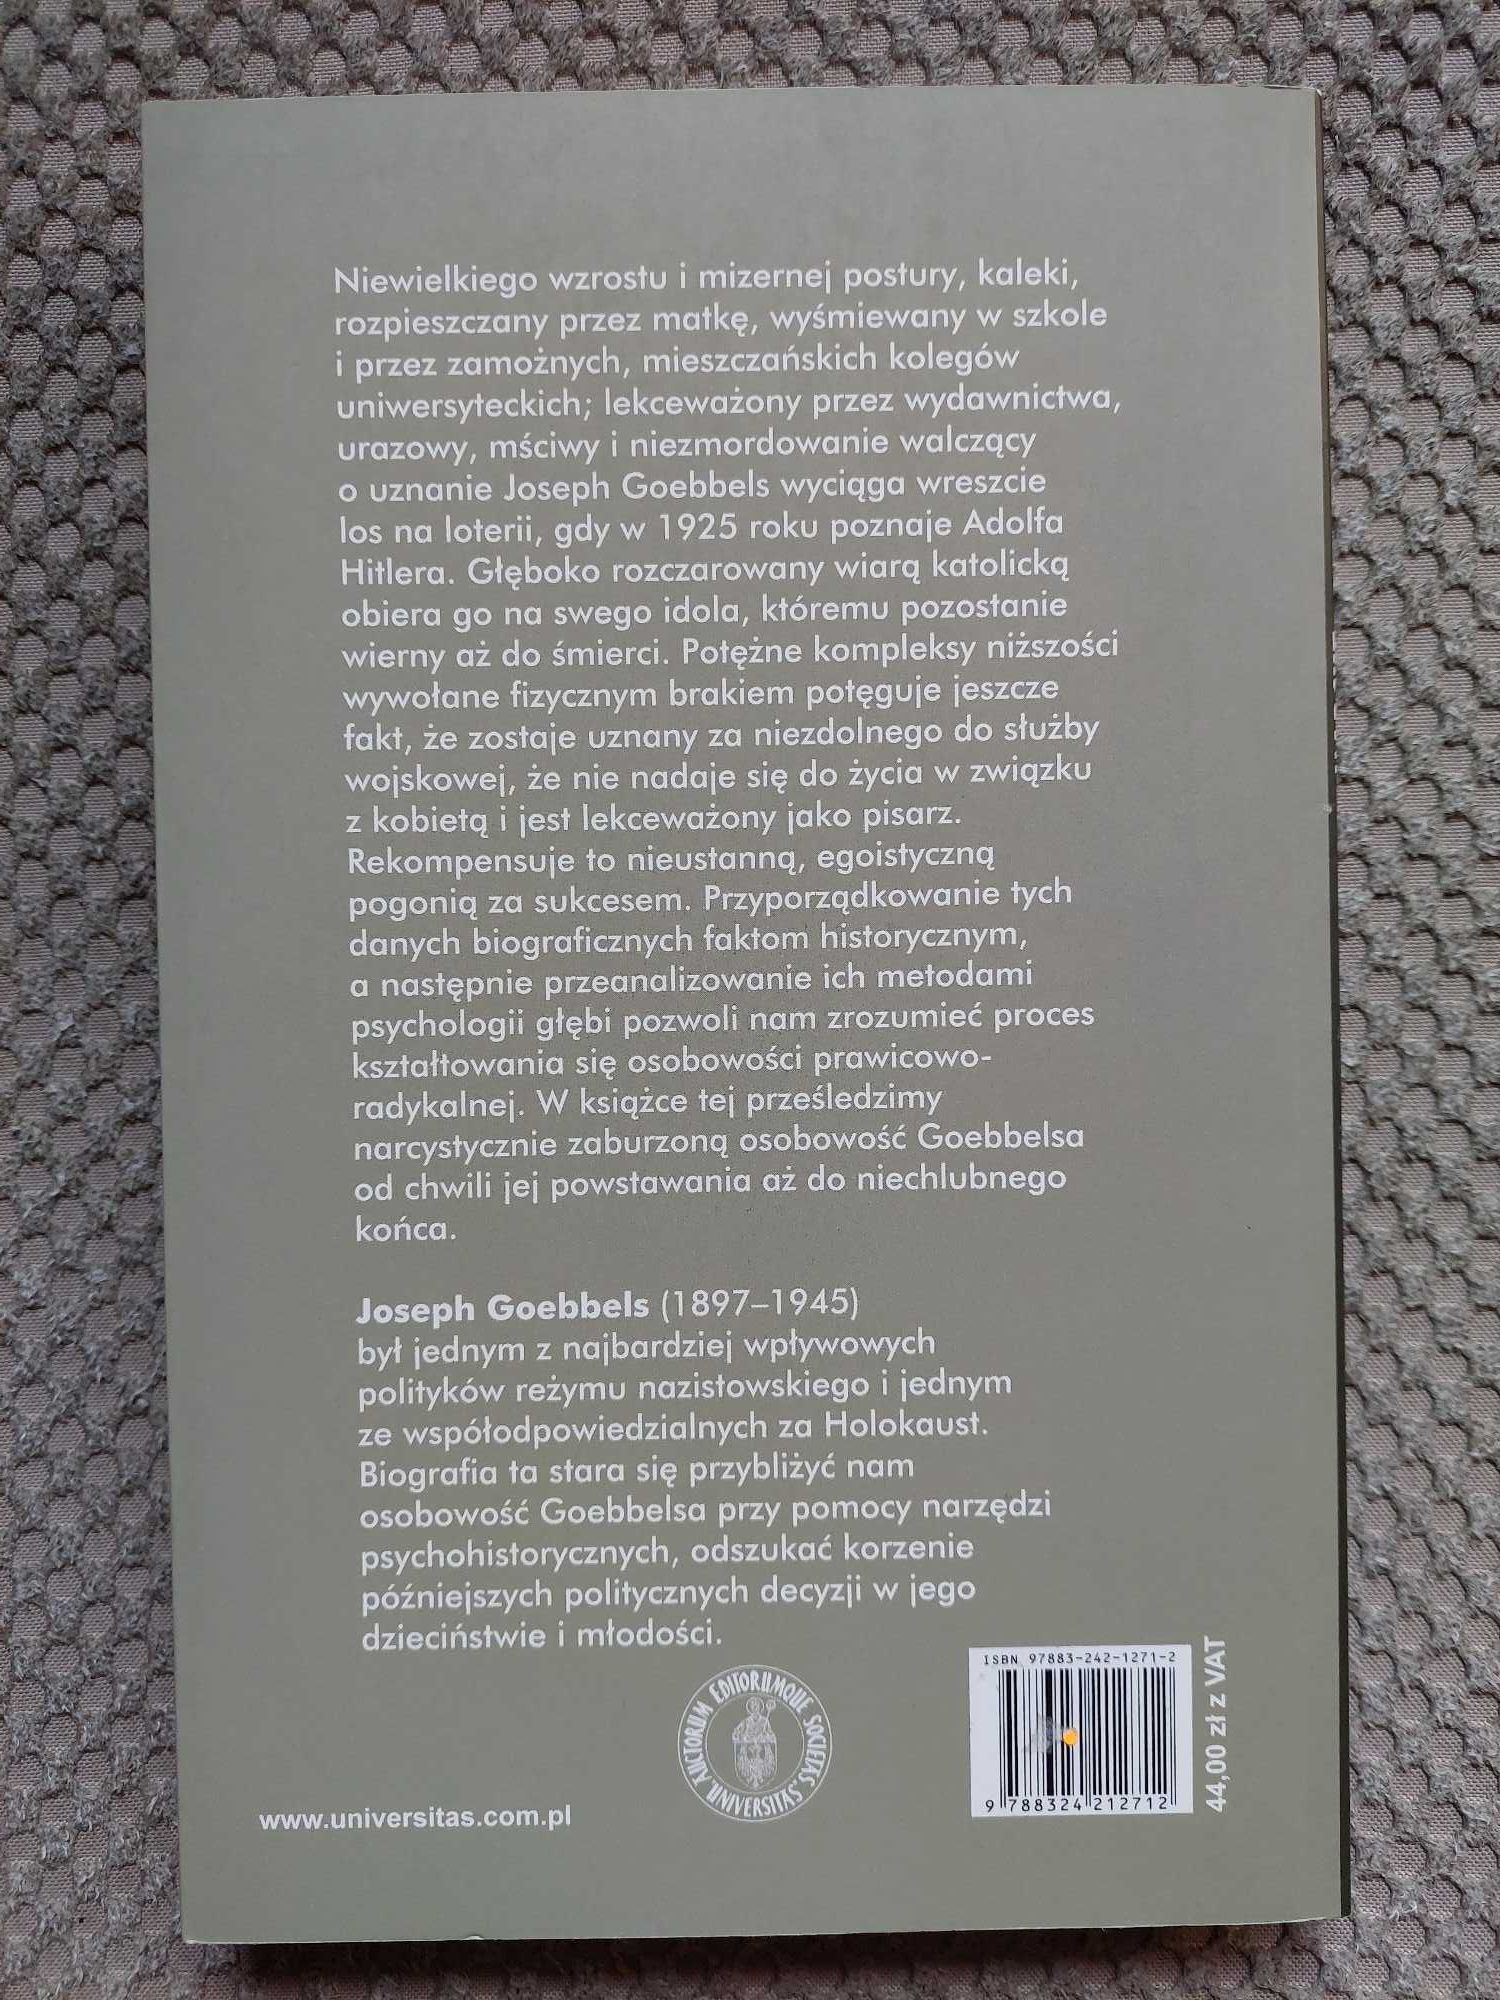 Niewielkiego wzrostu i mizernej postury, kaleki,
rozpieszczany przez matkę, wyśmiewany w szkole
i przez zamożnych, mieszczańskich kolegów
uniwersyteckich; lekceważony przez wydawnictwa,
urazowy, mściwy i niezmordowanie walczący
o uznanie Joseph Goebbels wyciąga wreszcie
los na loterii, gdy w 1925 roku poznaje Adolfa
Hitlera. Głęboko rozczarowany wiarą katolicką
obiera go na swego idola, któremu pozostanie
wierny aż do śmierci. Potężne kompleksy niższości
wywołane fizycznym brakiem potęguje jeszcze
fakt, że zostaje uznany za niezdolnego do służby
wojskowej, że nie nadaje się do życia w związku
z kobietą i jest lekceważony jako pisarz.
Rekompensuje to nieustanną, egoistyczną
pogonią za sukcesem. Przyporządkowanie tych
danych biograficznych faktom historycznym,
a następnie przeanalizowanie ich metodami
psychologii głębi pozwoli nam zrozumieć proces
kształtowania się osobowości prawicowo-
radykalnej. W książce tej prześledzimy
narcystycznie zaburzoną osobowość Goebbelsa
od chwili jej powstawania aż do niechlubnego
końca.
Joseph Goebbels (1897–1945)
był jednym z najbardziej wpływowych
polityków reżymu nazistowskiego i jednym
ze współodpowiedzialnych za Holokaust.
Biografia ta stara się przybliżyć nam
osobowość Goebbelsa przy pomocy narzędzi
psychohistorycznych, odszukać korzenie
późniejszych politycznych decyzji w jego
dzieciństwie i młodości.
www.universitas.com.pl
AUCTORUM EDITORUMQUE SOCIETAS
"UNIVERSITAS"
ISBN 97883-242-1271-2
9 788324 212712
44,00 zł z VAT